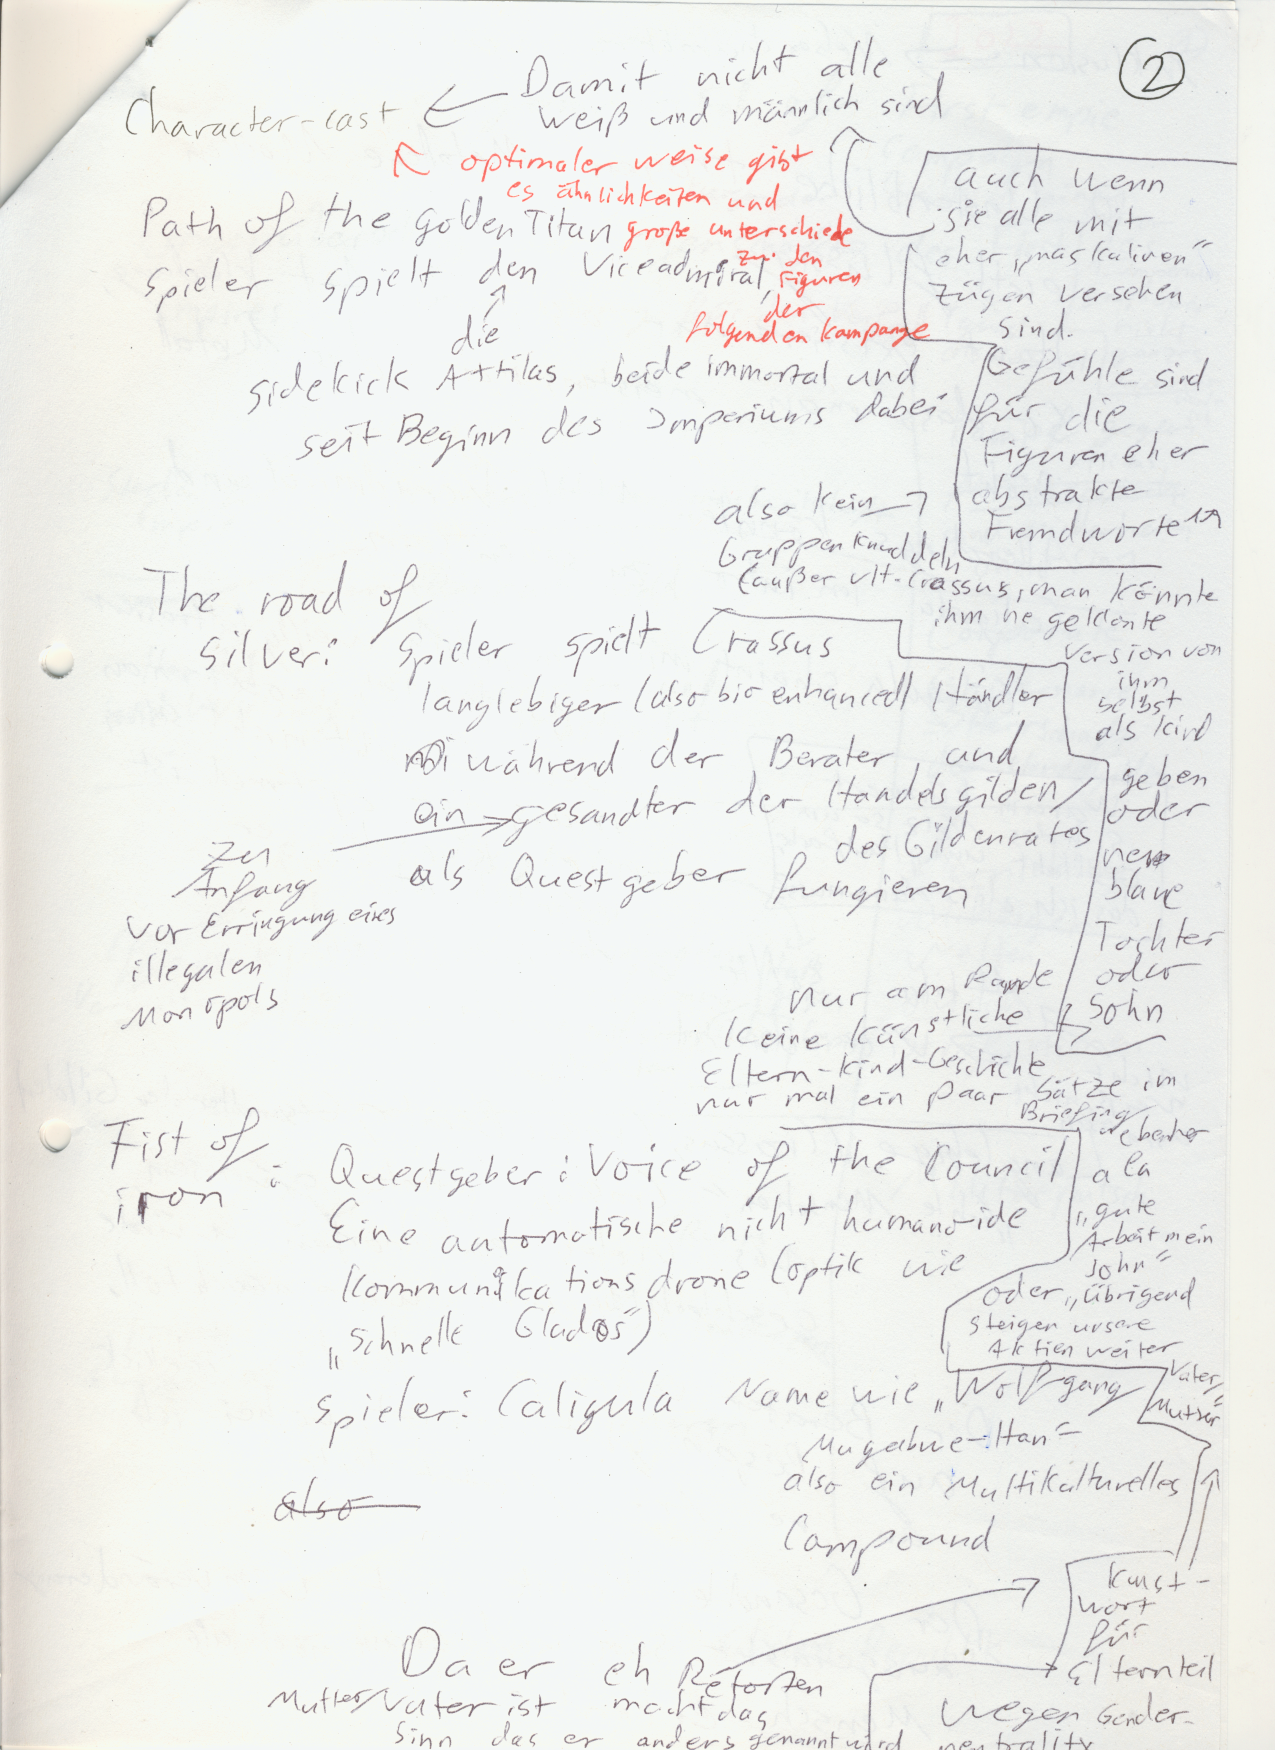 ②
Character-cast ← Damit nicht alle
weiß und männlich sind
optimaler weise gibt
es ähnlichkeiten und
große unterschiede
zu den
Figuren
der
folgenden Kampange
auch wenn
sie alle mit
eher „maskulinen"
Zügen versehen
sind.
Path of the golden Titan
Spieler spielt den Viceadmiral,
die
sidekick Attilas, beide immortal und
seit Beginn des Imperiums dabei
Gefühle sind
für die
Figuren eher
abstrakte
Fremdworte
also kein →
Gruppenknuddeln
(außer vlt. Crassus, man könnte
ihm ne geklonte
Version von
ihm
selbst
als kind
geben
oder
ne
blaue
Tochter
oder
Sohn
The road of
silver: Spieler spielt Crassus
langlebiger (also bio enhanced) Händler
während der Berater und
ein gesandter der Handelsgilden/
des Gildenrates
als Questgeber fungieren
zu
Anfang
vor Erringung eines
illegalen
Monopols
nur am Rande
keine künstliche
Eltern-Kind-Geschichte
nur mal ein paar Sätze im
Briefing
nebenher
ala
„gute
Arbeit mein
Sohn"
oder „übrigend
steigen unsere
Aktien weiter
Vater/
Mutter"
Fist of
iron : Questgeber: Voice of the Council
Eine automatische nicht humanoide
Kommunikationsdrone (optik wie
„schnelle Glados")
Spieler: Caligula Name wie „Wolfgang
Mugabue-Han"
also ein Multikulturelles
Compound
also
Kunst-
wort
für
Elternteil
wegen Gender-
neutrality
Da er eh Retorten
Mutter/Vater ist macht das
Sinn das er anders genannt wird